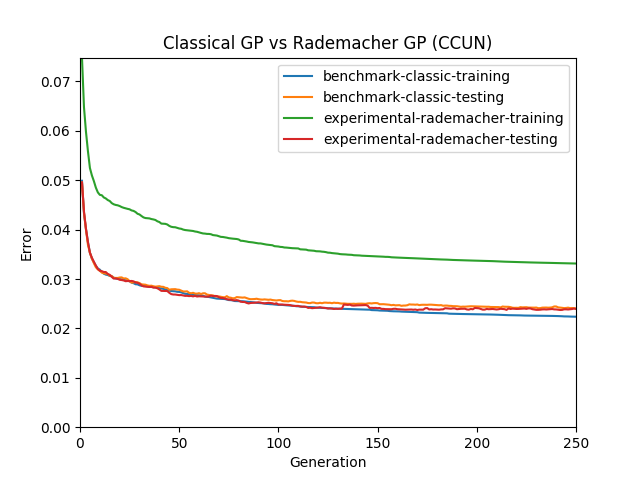 Classical GP vs Rademacher GP (CCUN)
benchmark-classic-training
benchmark-classic-testing
experimental-rademacher-training
experimental-rademacher-testing
Error
0.07
0.06
0.05
0.04
0.03
0.02
0.01
0.00
0 50 100 150 200 250
Generation